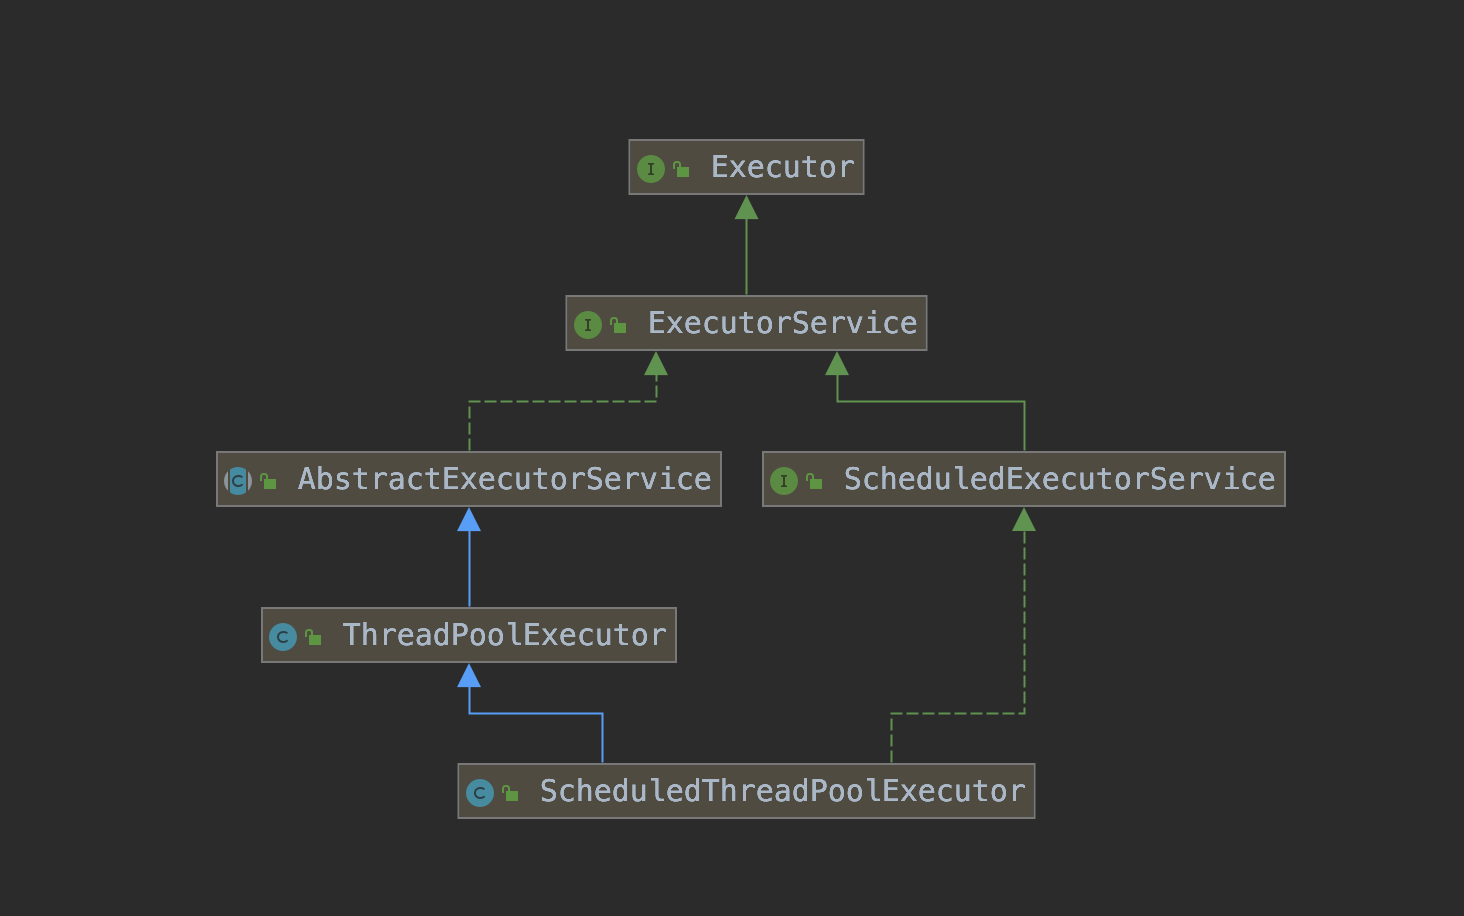 I Executor
I ExecutorService
C AbstractExecutorService
I ScheduledExecutorService
C ThreadPoolExecutor
C ScheduledThreadPoolExecutor